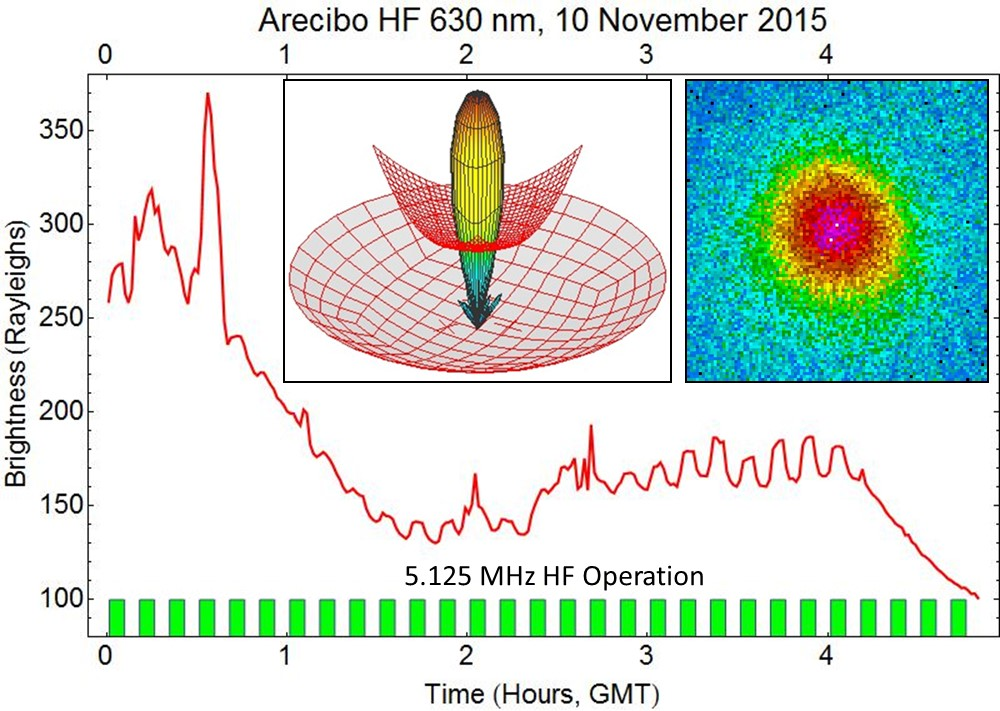 Arecibo HF 630 nm, 10 November 2015
0 1 2 3 4
350
300
250
200
150
100
Brightness (Rayleighs)
5.125 MHz HF Operation
0 1 2 3 4
Time (Hours, GMT)